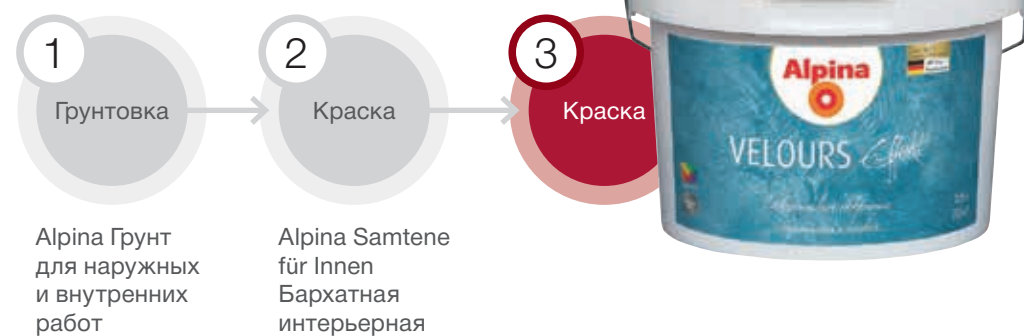 1
Грунтовка
Alpina Грунт
для наружных
и внутренних
работ
2
Краска
Alpina Samtene
für Innen
Бархатная
интерьерная
3
Краска
Alpina
VELOURS Effekt